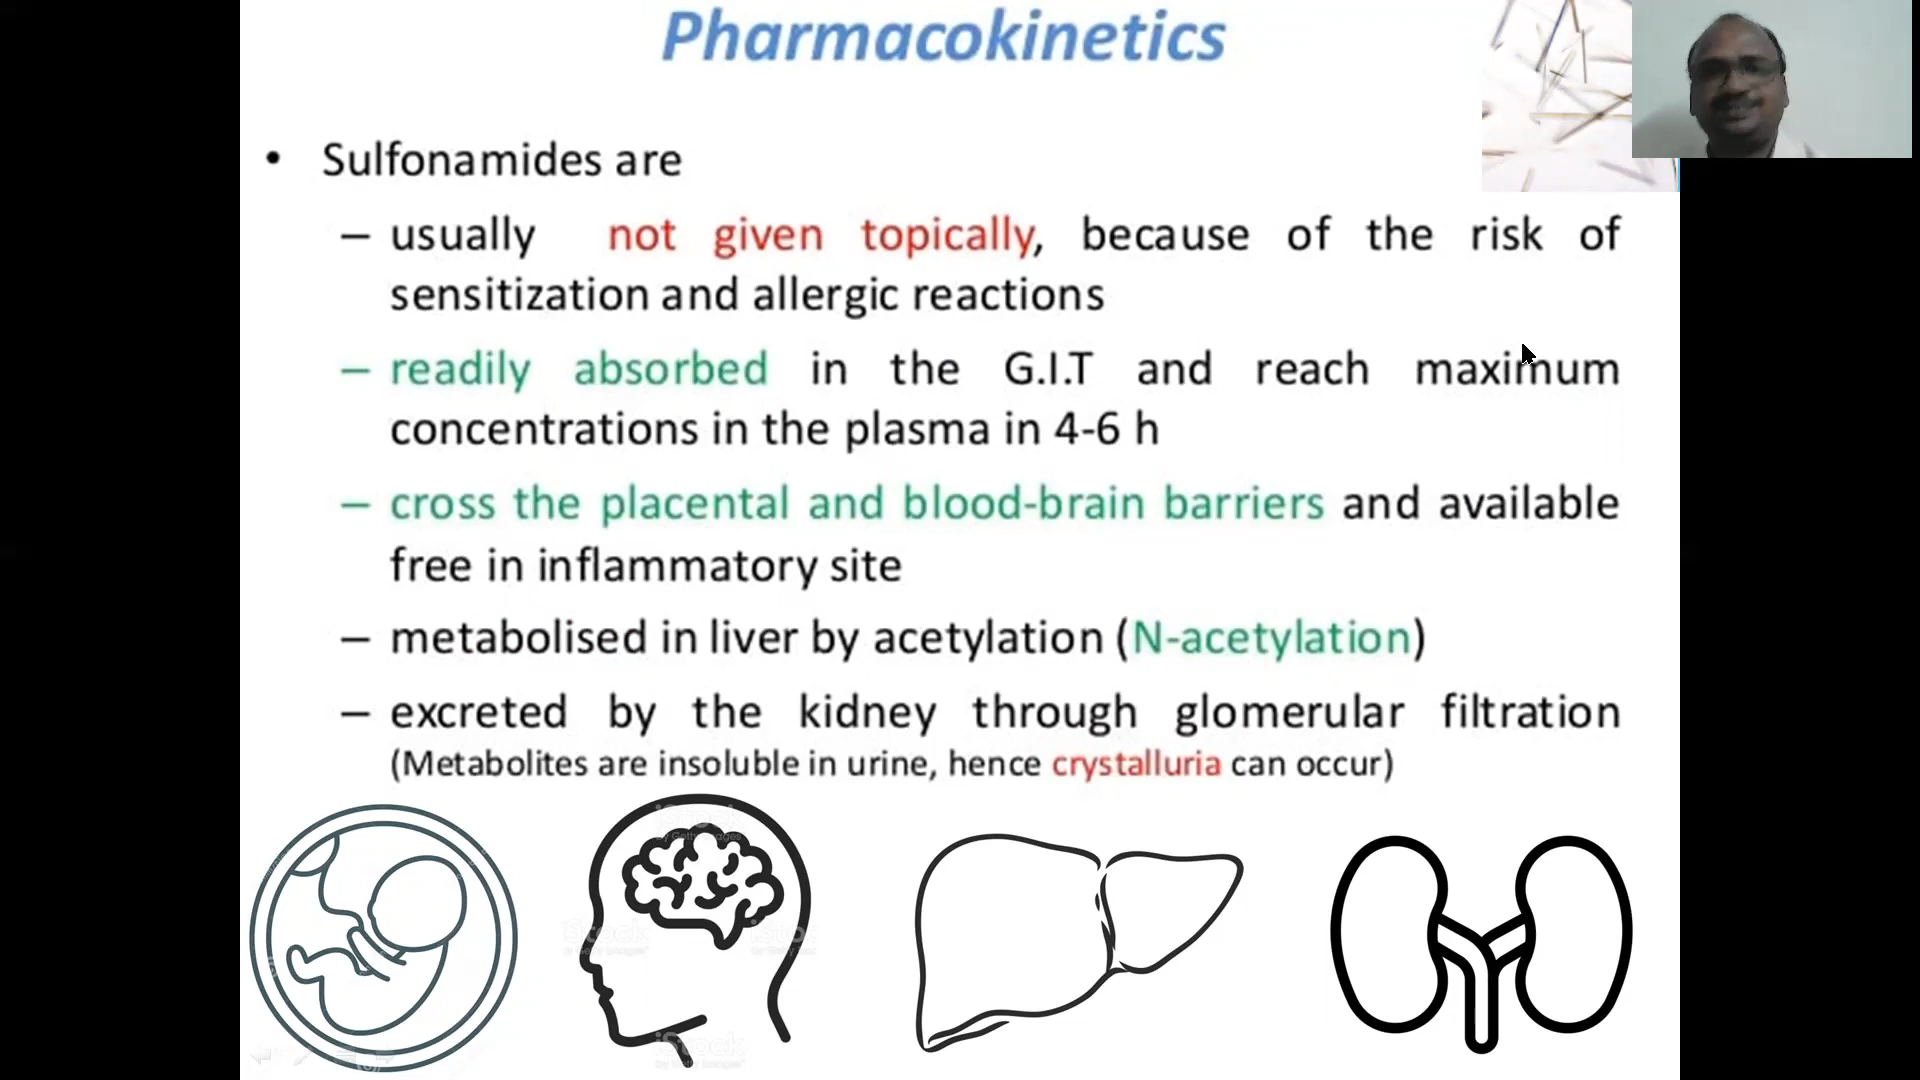 Pharmacokinetics
• Sulfonamides are
– usually not given topically, because of the risk of
sensitization and allergic reactions
– readily absorbed in the G.I.T and reach maximum
concentrations in the plasma in 4-6 h
– cross the placental and blood-brain barriers and available
free in inflammatory site
– metabolised in liver by acetylation (N-acetylation)
– excreted by the kidney through glomerular filtration
(Metabolites are insoluble in urine, hence crystalluria can occur)
iStock
iStock